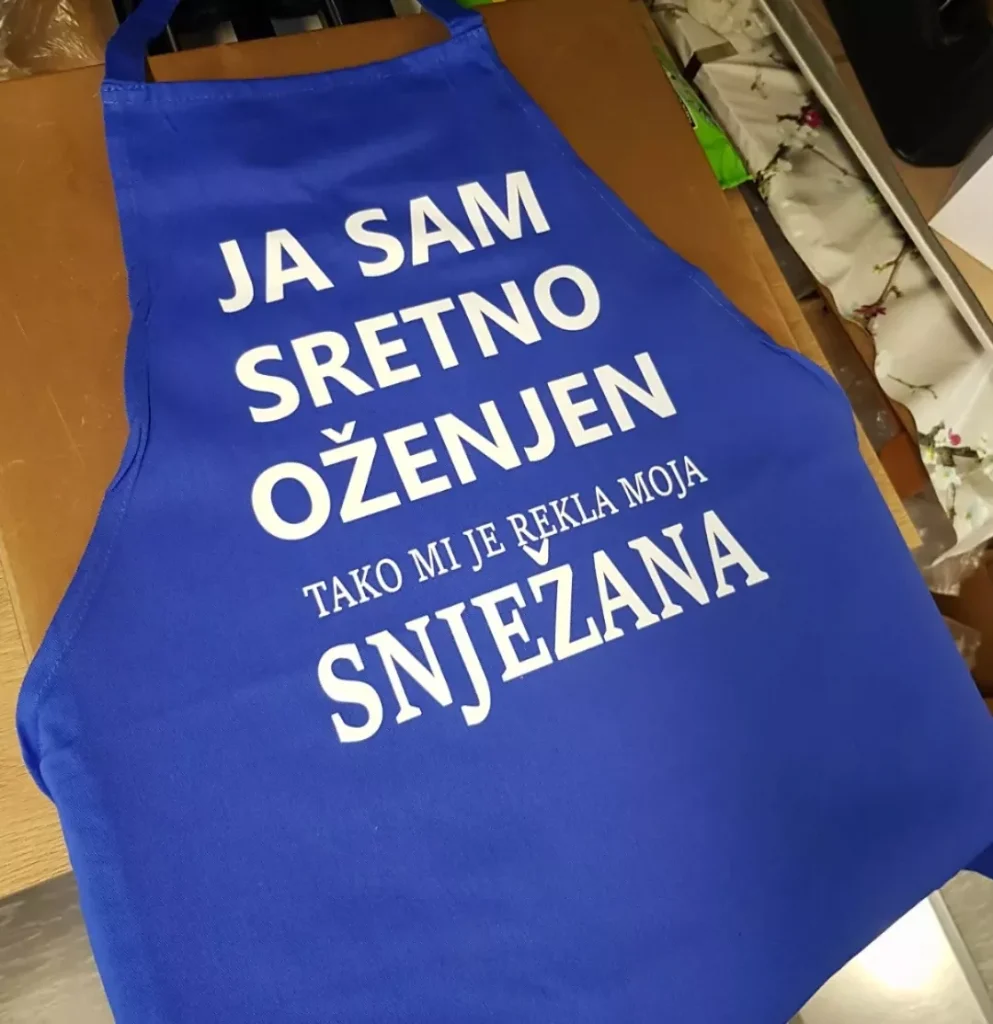 JA SAM
SRETNO
OŽENJEN
TAKO MI JE REKLA MOJA
SNJEŽANA